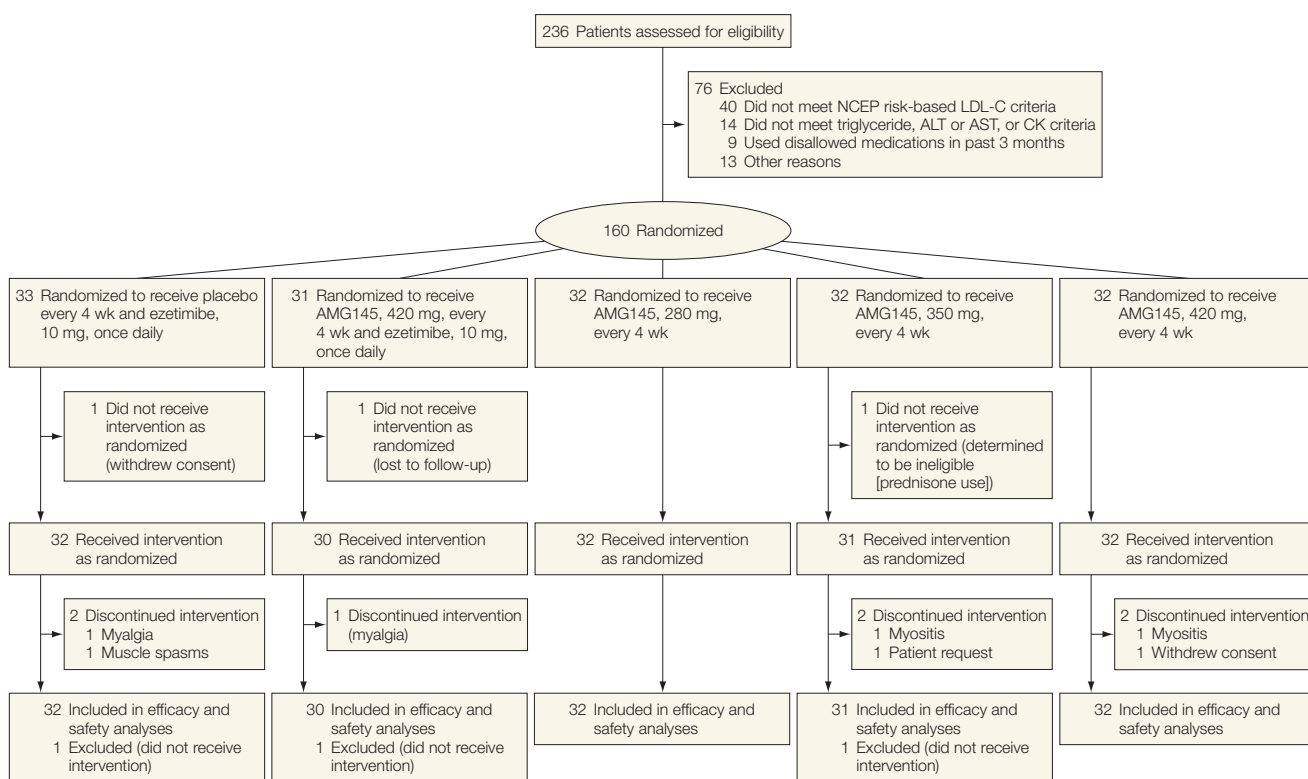 236 Patients assessed for eligibility
76 Excluded
40 Did not meet NCEP risk-based LDL-C criteria
14 Did not meet triglyceride, ALT or AST, or CK criteria
9 Used disallowed medications in past 3 months
13 Other reasons
160 Randomized
33 Randomized to receive placebo
every 4 wk and ezetimibe,
10 mg, once daily
31 Randomized to receive
AMG145, 420 mg, every
4 wk and ezetimibe, 10 mg,
once daily
32 Randomized to receive
AMG145, 280 mg,
every 4 wk
32 Randomized to receive
AMG145, 350 mg,
every 4 wk
32 Randomized to receive
AMG145, 420 mg,
every 4 wk
1 Did not receive
intervention as
randomized
(withdrew consent)
1 Did not receive
intervention as
randomized
(lost to follow-up)
1 Did not receive
intervention as
randomized (determined
to be ineligible
[prednisone use])
32 Received intervention
as randomized
30 Received intervention
as randomized
32 Received intervention
as randomized
31 Received intervention
as randomized
32 Received intervention
as randomized
2 Discontinued intervention
1 Myalgia
1 Muscle spasms
1 Discontinued intervention
(myalgia)
2 Discontinued intervention
1 Myositis
1 Patient request
2 Discontinued intervention
1 Myositis
1 Withdrew consent
32 Included in efficacy and
safety analyses
1 Excluded (did not receive
intervention)
30 Included in efficacy and
safety analyses
1 Excluded (did not receive
intervention)
32 Included in efficacy and
safety analyses
31 Included in efficacy and
safety analyses
1 Excluded (did not receive
intervention)
32 Included in efficacy and
safety analyses